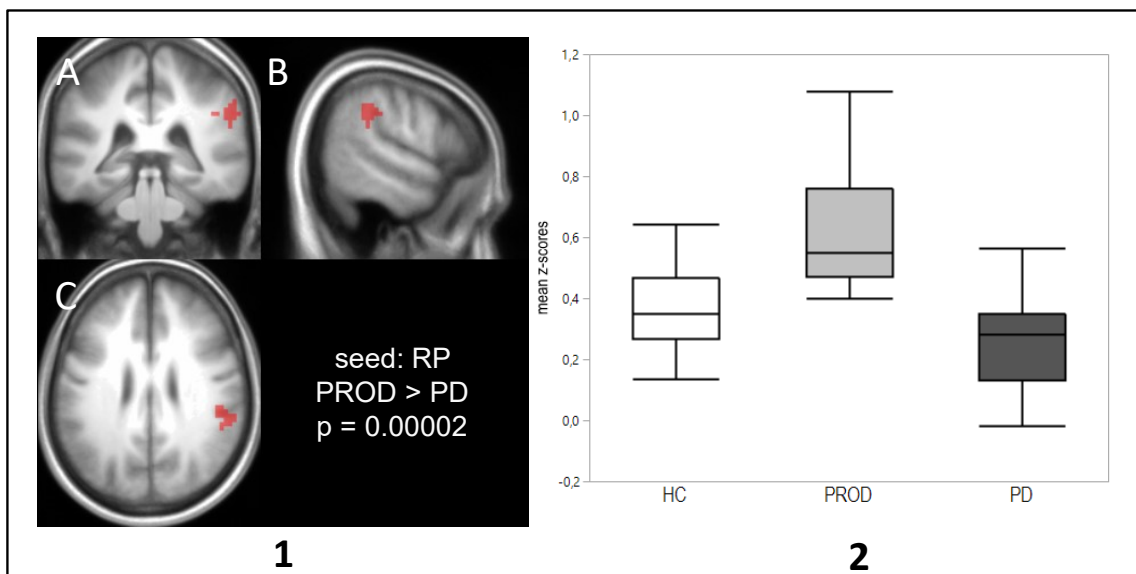 A
B
C
seed: RP
PROD > PD
p = 0.00002
1
mean z-scores
1,2
1,0
0,8
0,6
0,4
0,2
0,0
-0,2
HC
PROD
PD
2